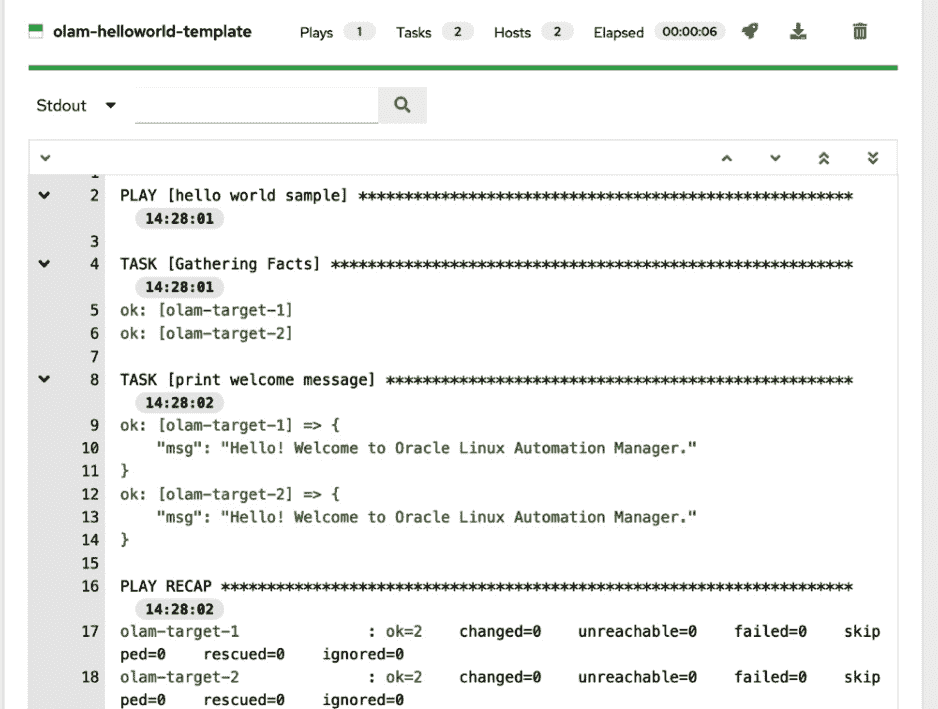 olam-helloworld-template Plays 1 Tasks 2 Hosts 2 Elapsed 00:00:06
Stdout
1
2 PLAY [hello world sample] ******************************************************
14:28:01
3
4 TASK [Gathering Facts] *********************************************************
14:28:01
5 ok: [olam-target-1]
6 ok: [olam-target-2]
7
8 TASK [print welcome message] ***************************************************
14:28:02
9 ok: [olam-target-1] => {
10 "msg": "Hello! Welcome to Oracle Linux Automation Manager."
11 }
12 ok: [olam-target-2] => {
13 "msg": "Hello! Welcome to Oracle Linux Automation Manager."
14 }
15
16 PLAY RECAP *********************************************************************
14:28:02
17 olam-target-1 : ok=2 changed=0 unreachable=0 failed=0 skip
ped=0 rescued=0 ignored=0
18 olam-target-2 : ok=2 changed=0 unreachable=0 failed=0 skip
ped=0 rescued=0 ignored=0